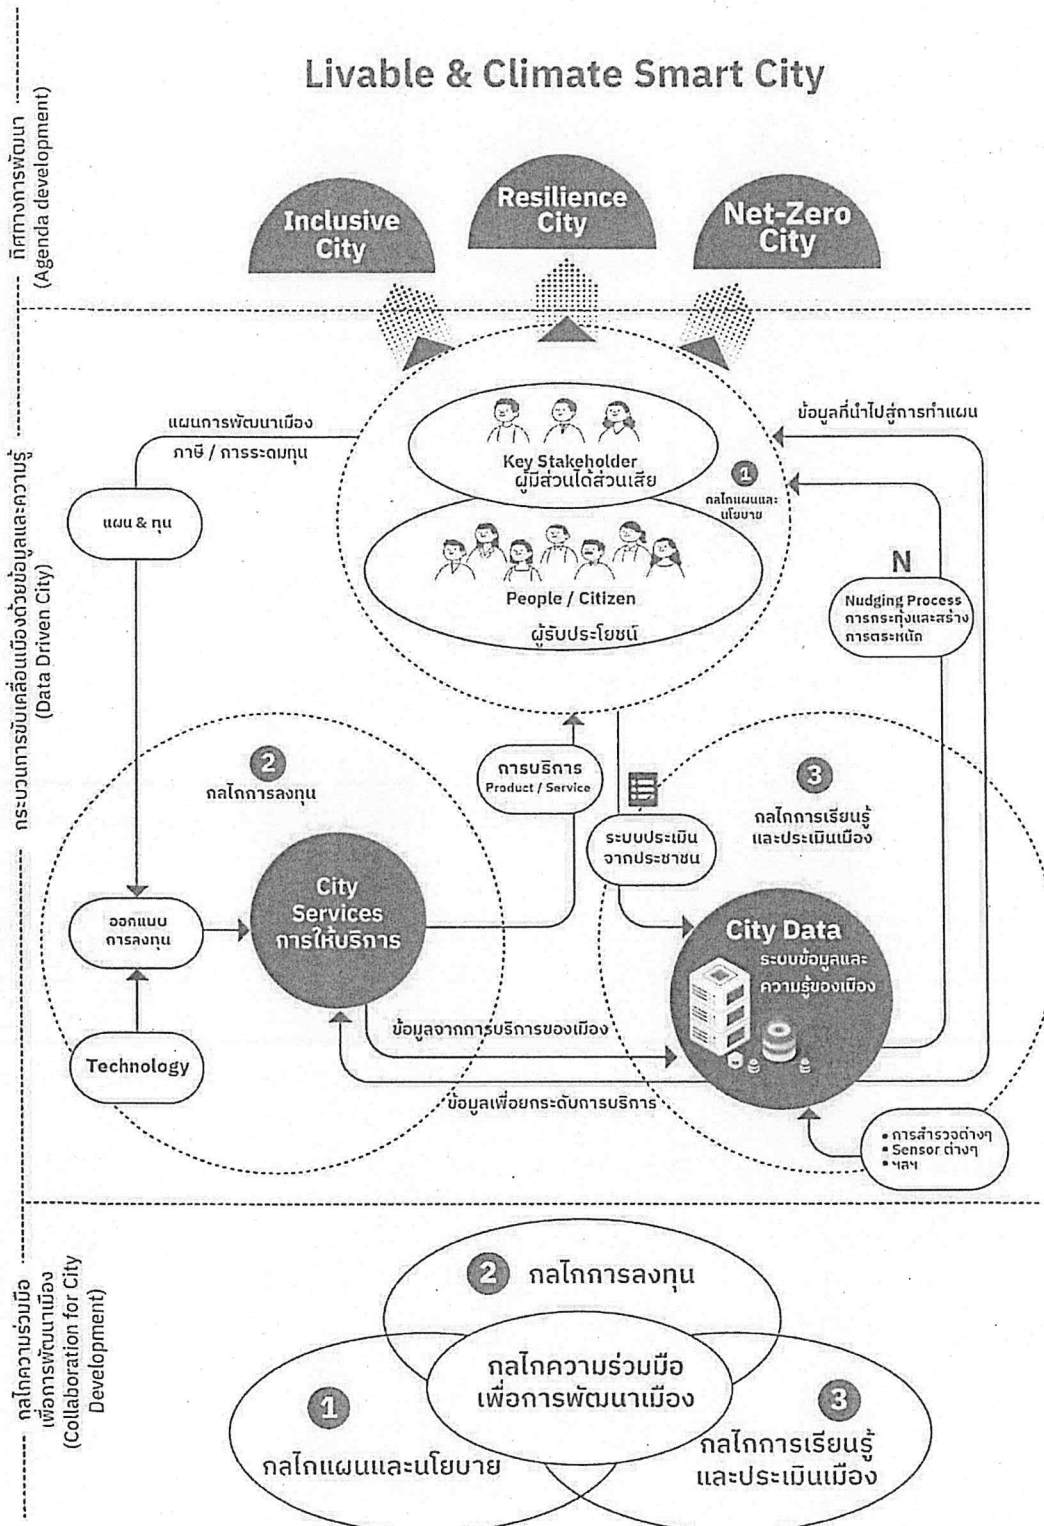 Livable & Climate Smart City
ทิศทางการพัฒนา
(Agenda development)
Inclusive
City
Resilience
City
Net-Zero
City
กระบวนการขับเคลื่อนเมืองด้วยข้อมูลและความรู้
(Data Driven City)
แผนการพัฒนาเมือง
ภาษี / การระดมทุน
แผน & ทุน
Key Stakeholder
ผู้มีส่วนได้ส่วนเสีย
1
กลไกแผนและ
นโยบาย
People / Citizen
ผู้รับประโยชน์
ข้อมูลที่นำไปสู่การทำแผน
N
Nudging Process
การกระทุ้งและสร้าง
การตระหนัก
2
กลไกการลงทุน
การบริการ
Product / Service
ระบบประเมิน
จากประชาชน
3
กลไกการเรียนรู้
และประเมินเมือง
ออกแบบ
การลงทุน
City
Services
การให้บริการ
City Data
ระบบข้อมูลและ
ความรู้ของเมือง
Technology
ข้อมูลจากการบริการของเมือง
ข้อมูลเพื่อยกระดับการบริการ
• การสำรวจต่างๆ
• Sensor ต่างๆ
• ฯลฯ
กลไกความร่วมมือ
เพื่อการพัฒนาเมือง
(Collaboration for City
Development)
2 กลไกการลงทุน
กลไกความร่วมมือ
เพื่อการพัฒนาเมือง
1
กลไกแผนและนโยบาย
3
กลไกการเรียนรู้
และประเมินเมือง